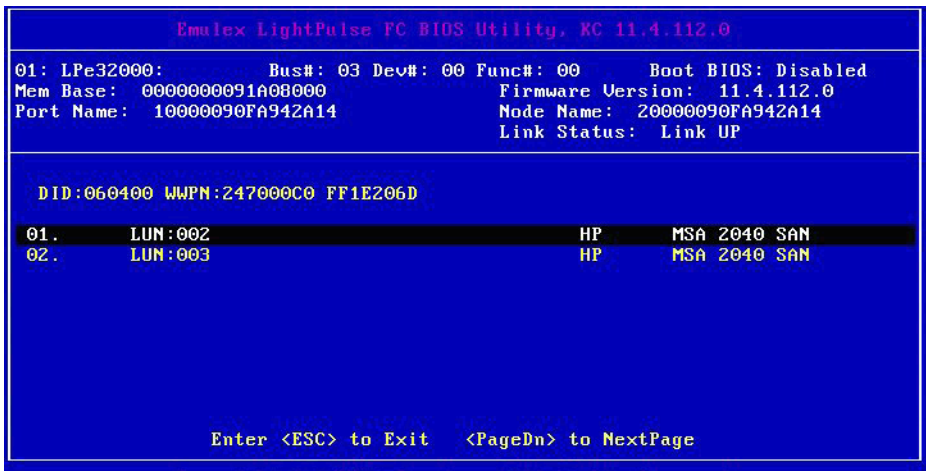 Emulex LightPulse FC BIOS Utility, KC 11.4.112.0
01: LPe32000: Bus#: 03 Dev#: 00 Func#: 00 Boot BIOS: Disabled
Mem Base: 0000000091A08000 Firmware Version: 11.4.112.0
Port Name: 10000090FA942A14 Node Name: 20000090FA942A14
Link Status: Link UP
DID:060400 WWPN:247000C0 FF1E206D
01. LUN:002 HP MSA 2040 SAN
02. LUN:003 HP MSA 2040 SAN
Enter <ESC> to Exit <PageDn> to NextPage